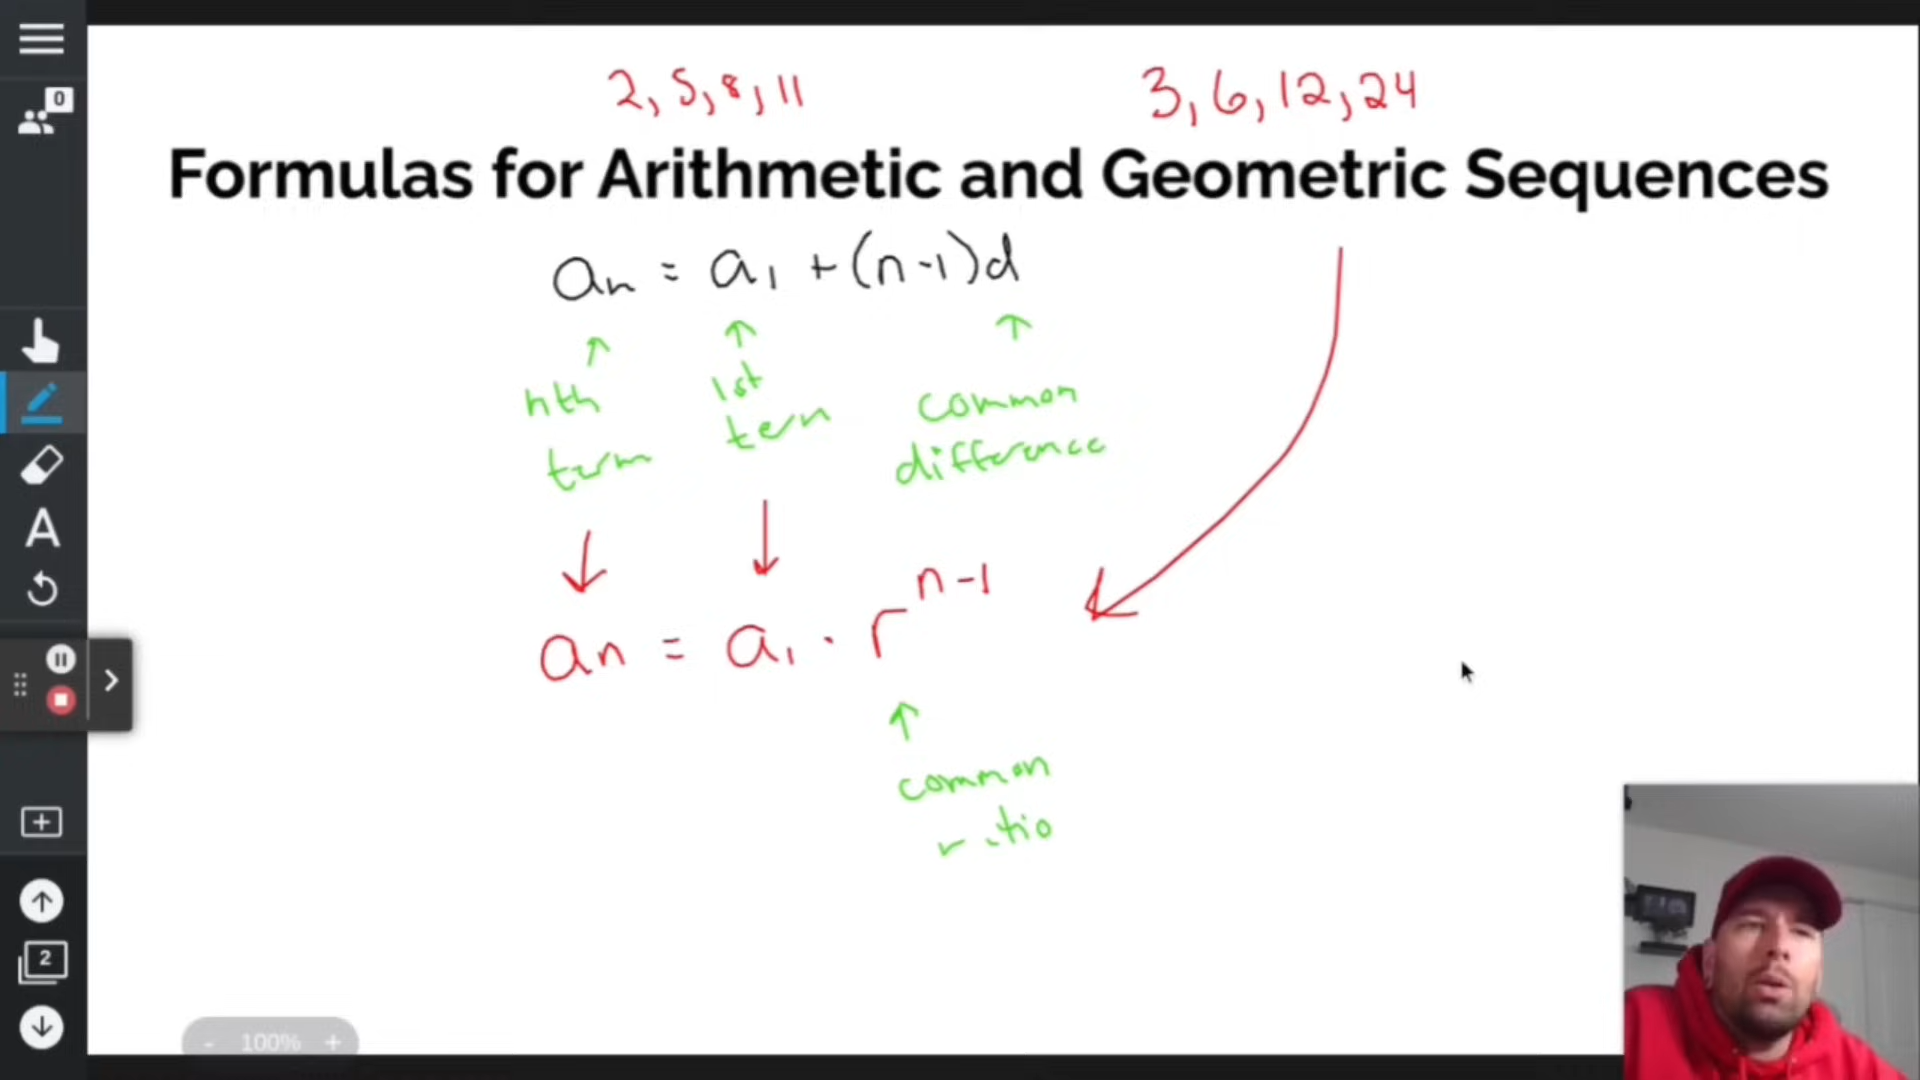 0
2, 5, 8, 11
3, 6, 12, 24
Formulas for Arithmetic and Geometric Sequences
an = a1 + (n-1)d
nth
term
1st
term
common
difference
A
an = a1 · r^n-1
common
ratio
2
- 100% +